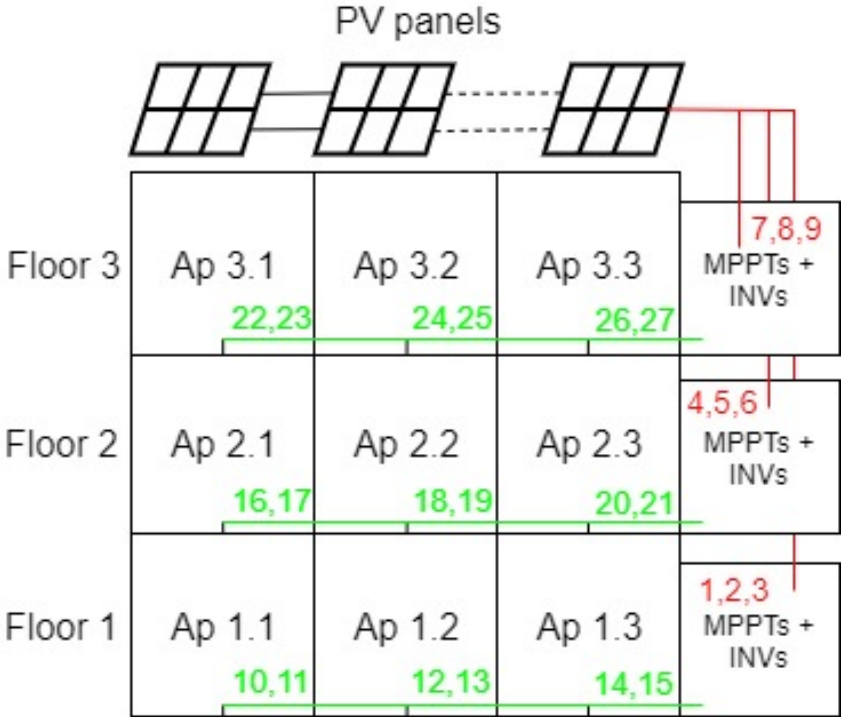 PV panels
7,8,9
Floor 3
Ap 3.1
Ap 3.2
Ap 3.3
MPPTs +
INVs
22,23
24,25
26,27
4,5,6
Floor 2
Ap 2.1
Ap 2.2
Ap 2.3
MPPTs +
INVs
16,17
18,19
20,21
1,2,3
Floor 1
Ap 1.1
Ap 1.2
Ap 1.3
MPPTs +
INVs
10,11
12,13
14,15